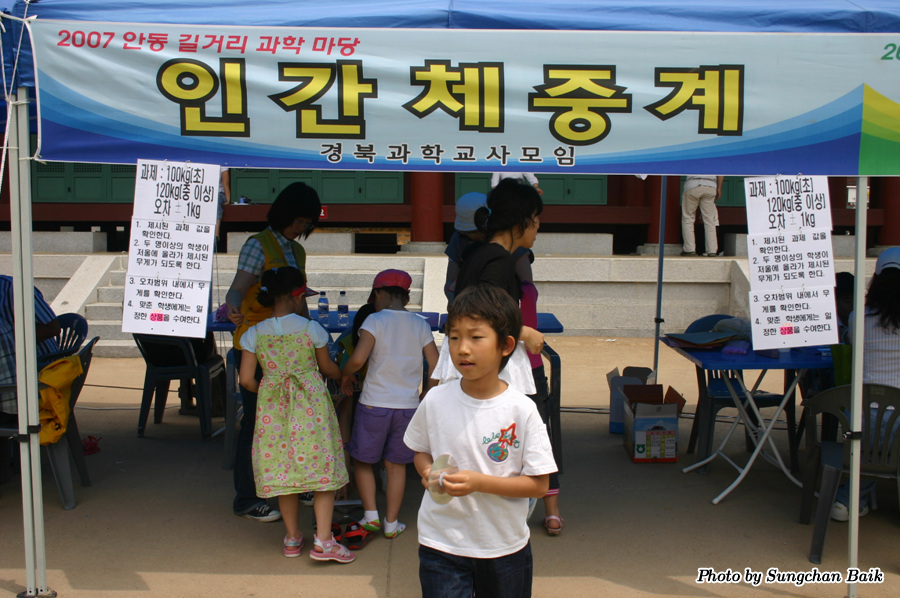 2007 안동 길거리 과학 마당
인간체중계
경북과학교사모임
20
과제 : 100kg(초)
120kg(중 이상)
오차 ± 1kg
1. 제시된 과제 값을
확인한다.
2. 두 명이상의 학생이
저울에 올라가 제시된
무게가 되도록 한다.
3. 오차범위 내에서 무
게를 확인한다.
4. 맞춘 학생에게는 일
정한 상품을 수여한다.
과제 : 100kg(초)
120kg(중 이상)
오차 ± 1kg
1. 제시된 과제 값을
확인한다.
2. 두 명이상의 학생이
저울에 올라가 제시된
무게가 되도록 한다.
3. 오차범위 내에서 무
게를 확인한다.
4. 맞춘 학생에게는 일
정한 상품을 수여한다.
Photo by Sungchan Baik